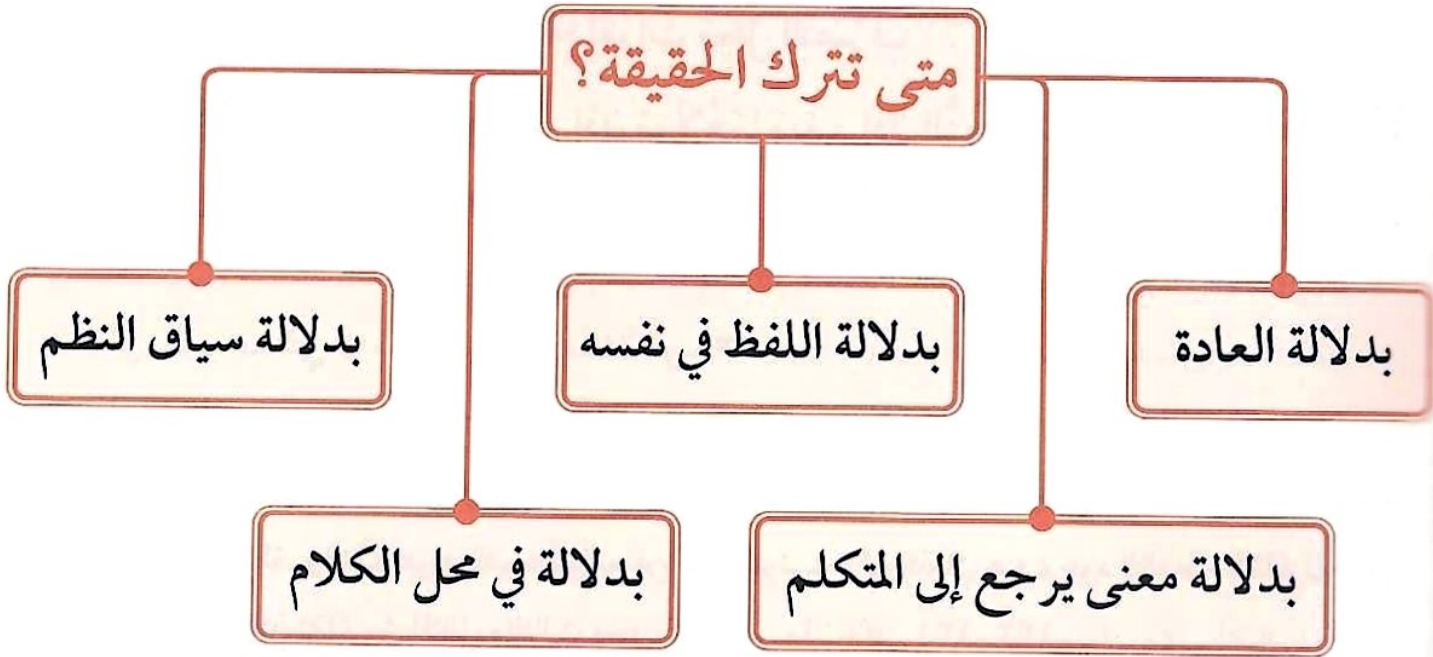 متى تترك الحقيقة؟
بدلالة العادة
بدلالة اللفظ في نفسه
بدلالة سياق النظم
بدلالة معنى يرجع إلى المتكلم
بدلالة في محل الكلام